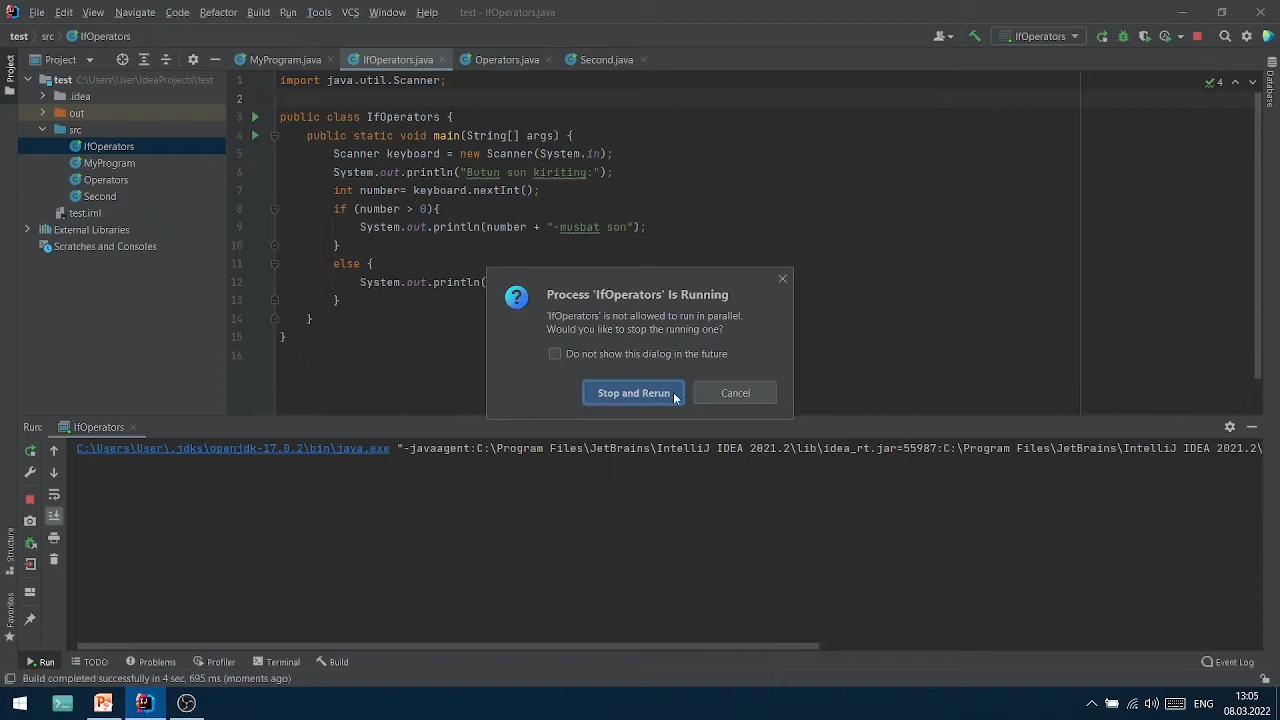 File Edit View Navigate Code Refactor Build Run Tools VCS Window Help test - IfOperators.java
test src IfOperators
IfOperators
Project
MyProgram.java
IfOperators.java
Operators.java
Second.java
Project
Database
test C:\Users\User\IdeaProjects\test
.idea
out
src
IfOperators
MyProgram
Operators
Second
test.iml
External Libraries
Scratches and Consoles
4
1 import java.util.Scanner;
2
3 public class IfOperators {
4 public static void main(String[] args) {
5 Scanner keyboard = new Scanner(System.in);
6 System.out.println("Butun son kiriting:");
7 int number= keyboard.nextInt();
8 if (number > 0){
9 System.out.println(number + "-musbat son");
10 }
11 else {
12 System.out.println(
13 }
14 }
15 }
16
Process 'IfOperators' Is Running
'IfOperators' is not allowed to run in parallel.
Would you like to stop the running one?
Do not show this dialog in the future
Stop and Rerun
Cancel
Run: IfOperators
C:\Users\User\.jdks\openjdk-17.0.2\bin\java.exe "-javaagent:C:\Program Files\JetBrains\IntelliJ IDEA 2021.2\lib\idea_rt.jar=55987:C:\Program Files\JetBrains\IntelliJ IDEA 2021.2\
Structure
Favorites
Run TODO Problems Profiler Terminal Build Event Log
Build completed successfully in 4 sec, 695 ms (moments ago)
ENG
13:05
08.03.2022